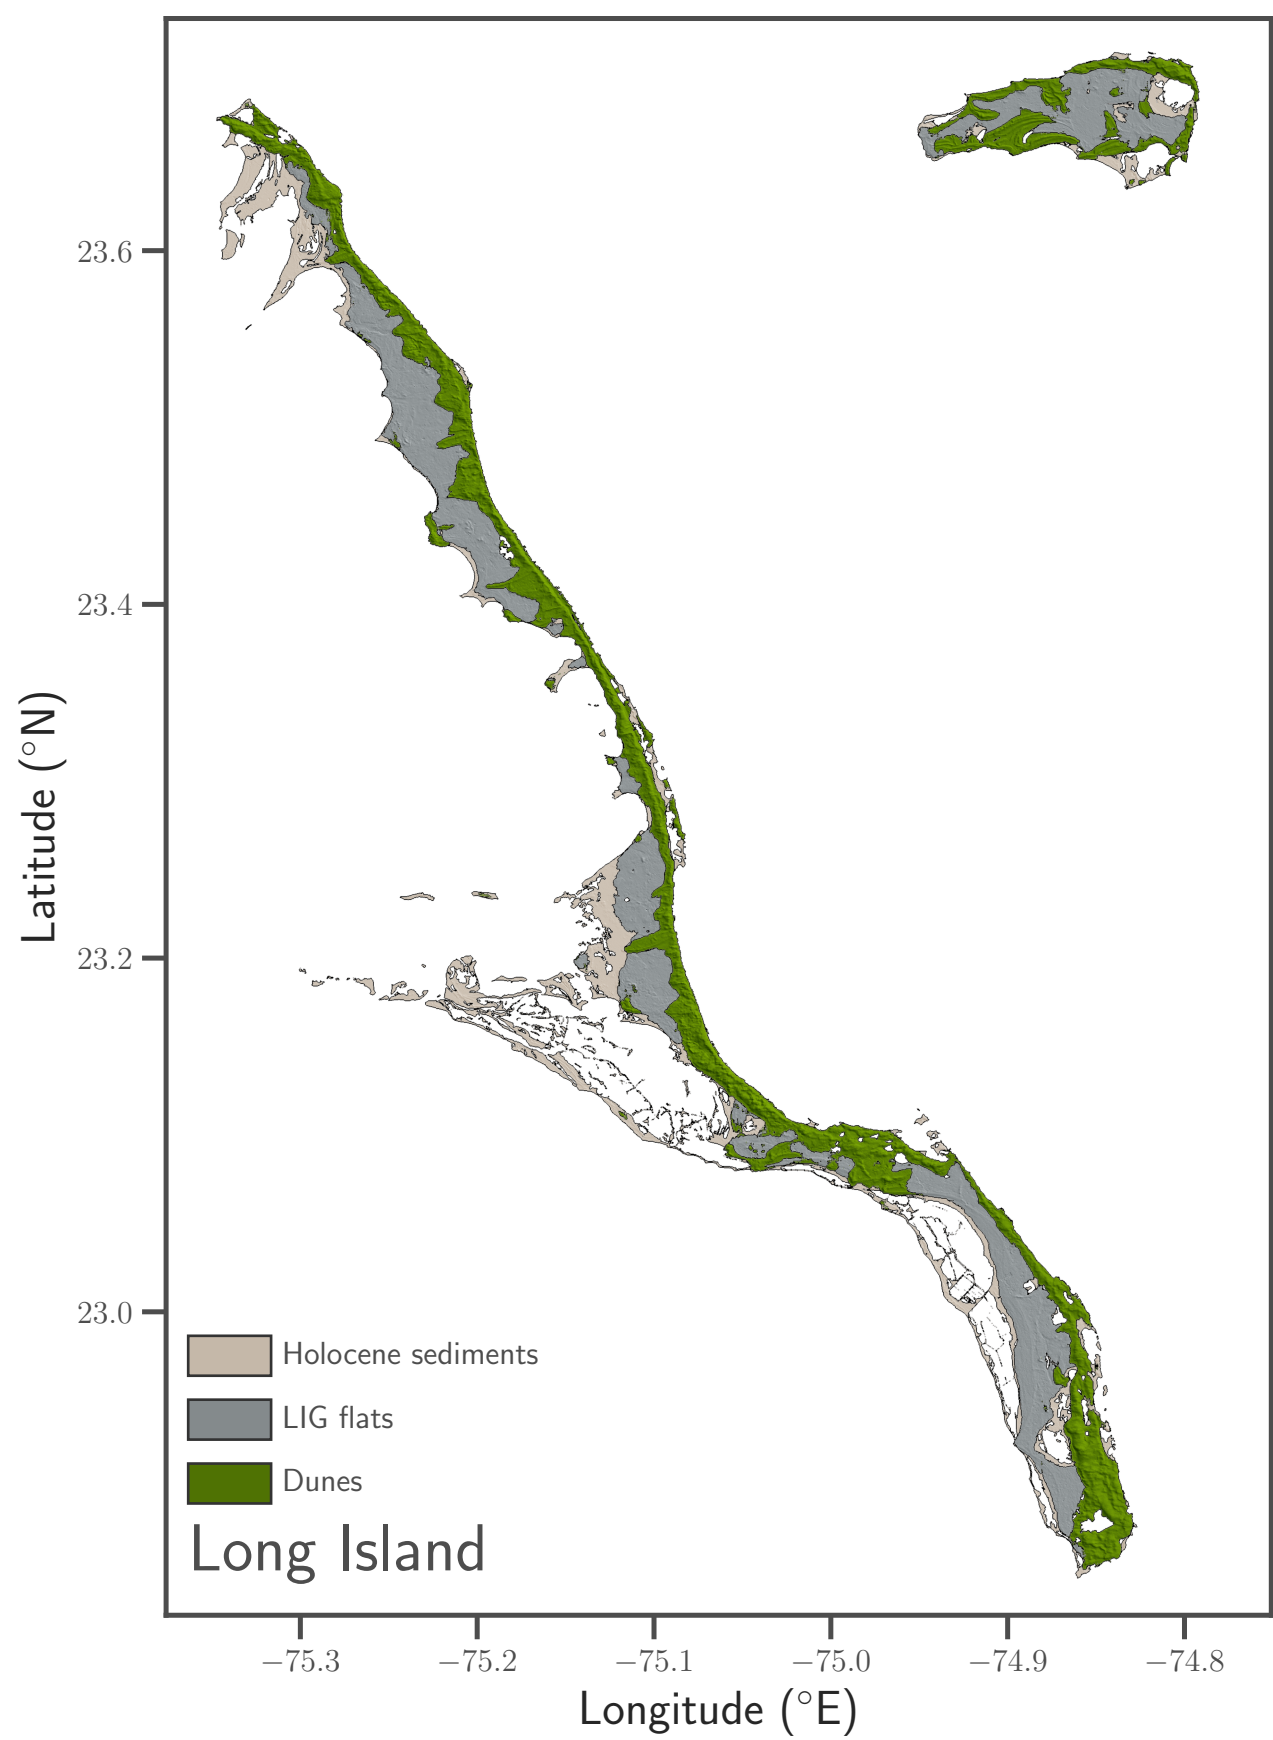 23.6
23.4
23.2
23.0
Latitude (°N)
Holocene sediments
LIG flats
Dunes
Long Island
−75.3 −75.2 −75.1 −75.0 −74.9 −74.8
Longitude (°E)